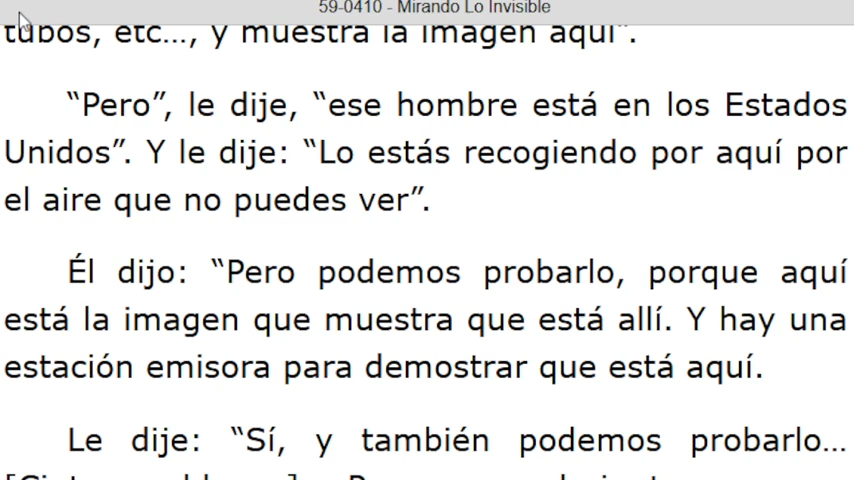 59-0410 - Mirando Lo Invisible
tubos, etc…, y muestra la imagen aquí”.
“Pero”, le dije, “ese hombre está en los Estados
Unidos”. Y le dije: “Lo estás recogiendo por aquí por
el aire que no puedes ver”.
Él dijo: “Pero podemos probarlo, porque aquí
está la imagen que muestra que está allí. Y hay una
estación emisora para demostrar que está aquí.
Le dije: “Sí, y también podemos probarlo…